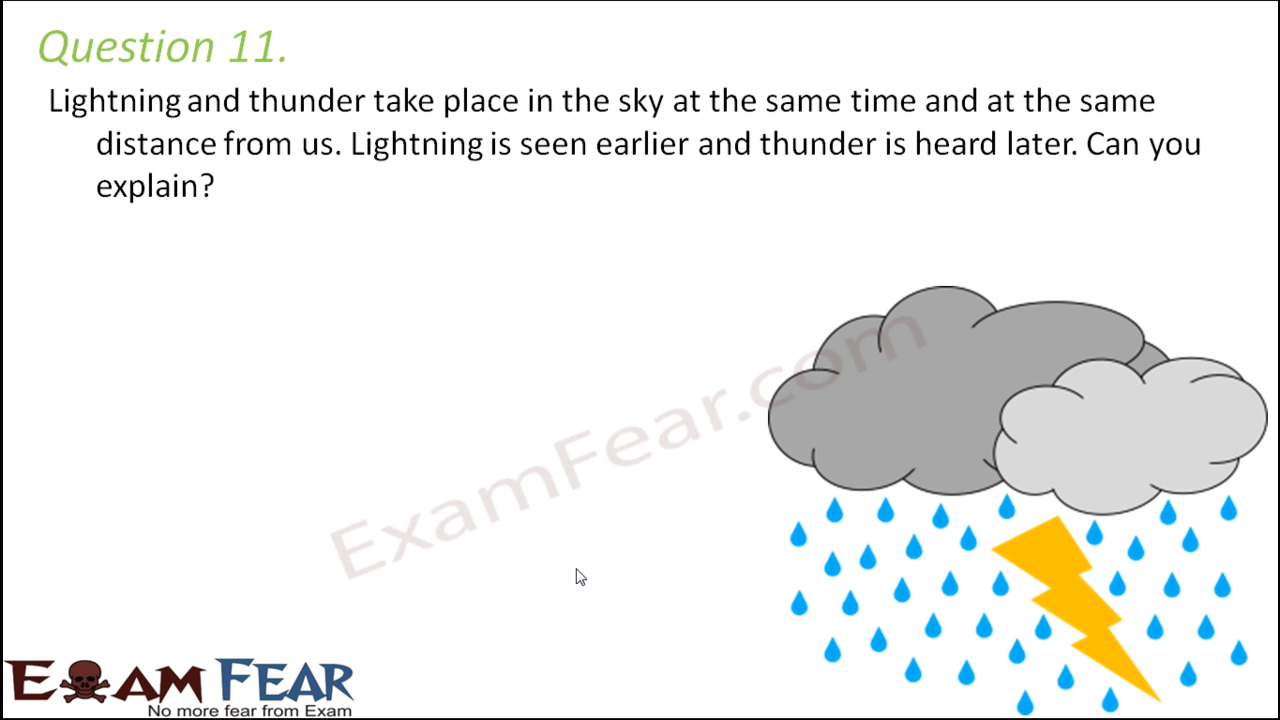 Question 11.
Lightning and thunder take place in the sky at the same time and at the same
distance from us. Lightning is seen earlier and thunder is heard later. Can you
explain?
ExamFear.com
EXAM FEAR
No more fear from Exam